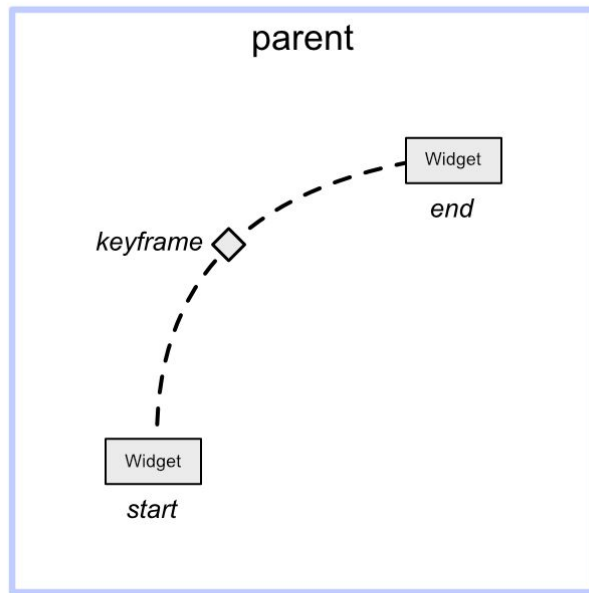 parent
Widget
end
keyframe
Widget
start